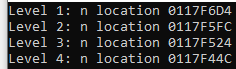 Level 1: n location 0117F6D4
Level 2: n location 0117F5FC
Level 3: n location 0117F524
Level 4: n location 0117F44C